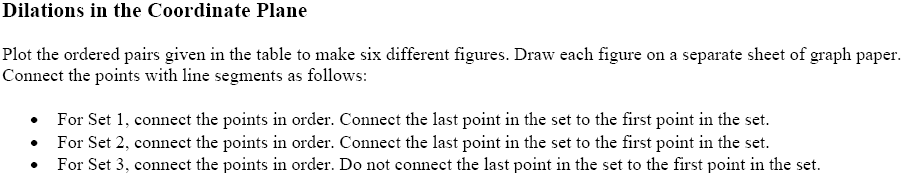 Dilations in the Coordinate Plane
Plot the ordered pairs given in the table to make six different figures. Draw each figure on a separate sheet of graph paper.
Connect the points with line segments as follows:
• For Set 1, connect the points in order. Connect the last point in the set to the first point in the set.
• For Set 2, connect the points in order. Connect the last point in the set to the first point in the set.
• For Set 3, connect the points in order. Do not connect the last point in the set to the first point in the set.